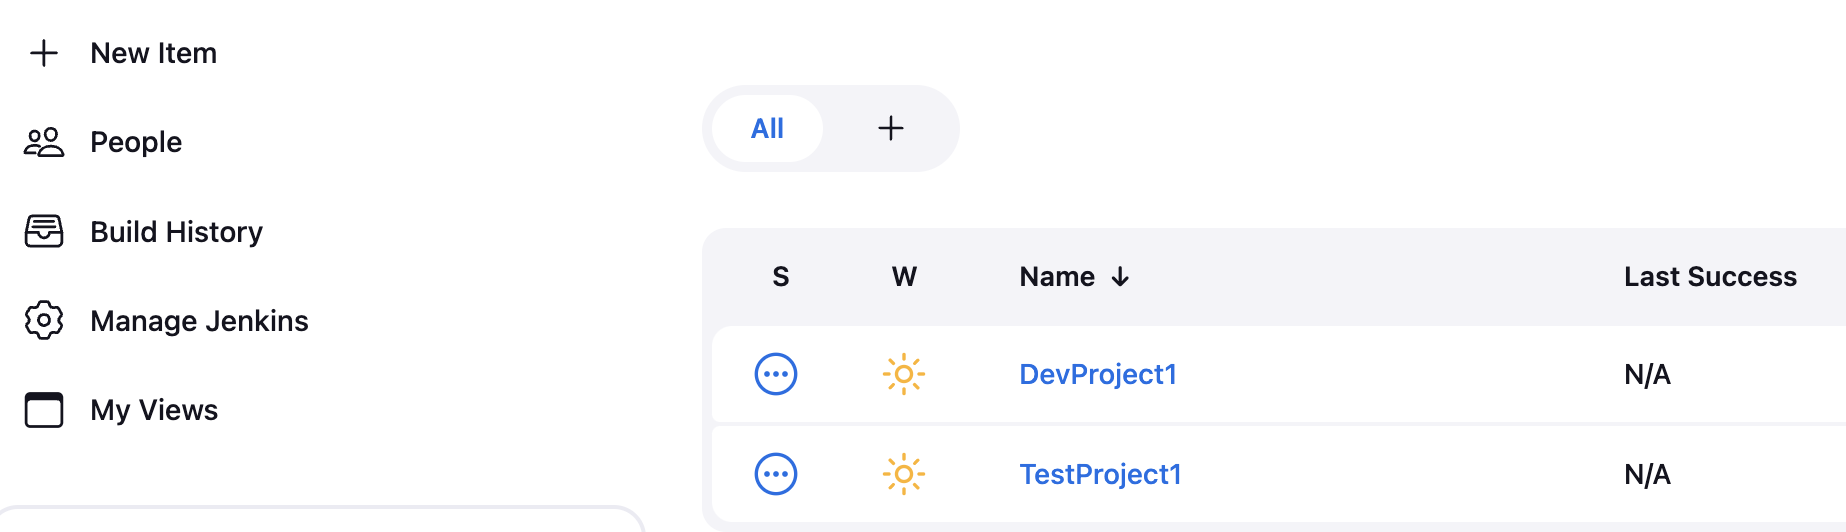 New Item
People
Build History
Manage Jenkins
My Views
All
S W Name Last Success
DevProject1 N/A
TestProject1 N/A